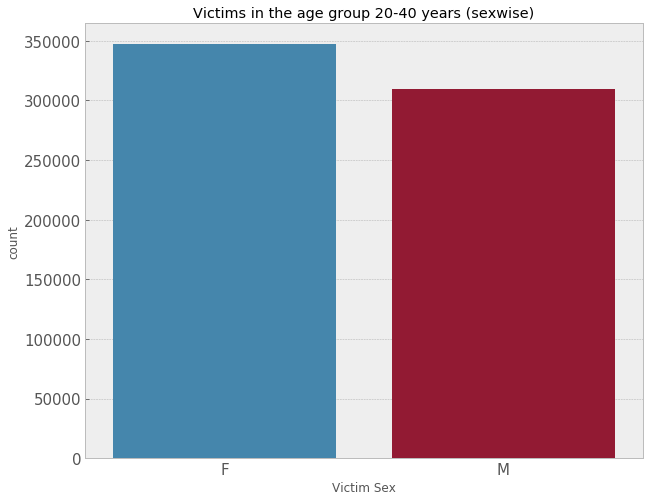 Victims in the age group 20-40 years (sexwise)
350000
300000
250000
200000
150000
100000
50000
0
count
F
M
Victim Sex